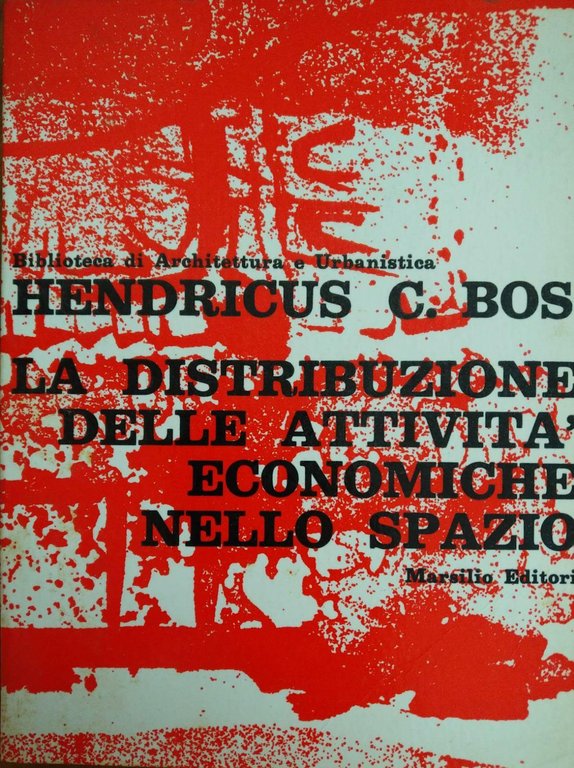 Biblioteca di Architettura e Urbanistica
HENDRICUS C. BOS
LA DISTRIBUZIONE
DELLE ATTIVITA'
ECONOMICHE
NELLO SPAZIO
Marsilio Editori